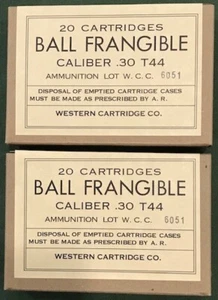 20 CARTRIDGES
BALL FRANGIBLE
CALIBER .30 T44
AMMUNITION LOT W. C. C. 6051
DISPOSAL OF EMPTIED CARTRIDGE CASES
MUST BE MADE AS PRESCRIBED BY A. R.
WESTERN CARTRIDGE CO.
20 CARTRIDGES
BALL FRANGIBLE
CALIBER .30 T44
AMMUNITION LOT W. C. C. 6051
DISPOSAL OF EMPTIED CARTRIDGE CASES
MUST BE MADE AS PRESCRIBED BY A. R.
WESTERN CARTRIDGE CO.